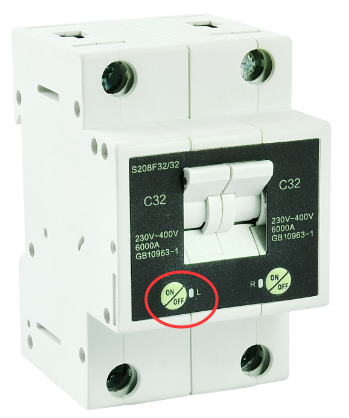 S208F32/32
C32
C32
230V~400V
6000A
GB10963-1
230V~400V
6000A
GB10963-1
ON
OFF
L
R
ON
OFF